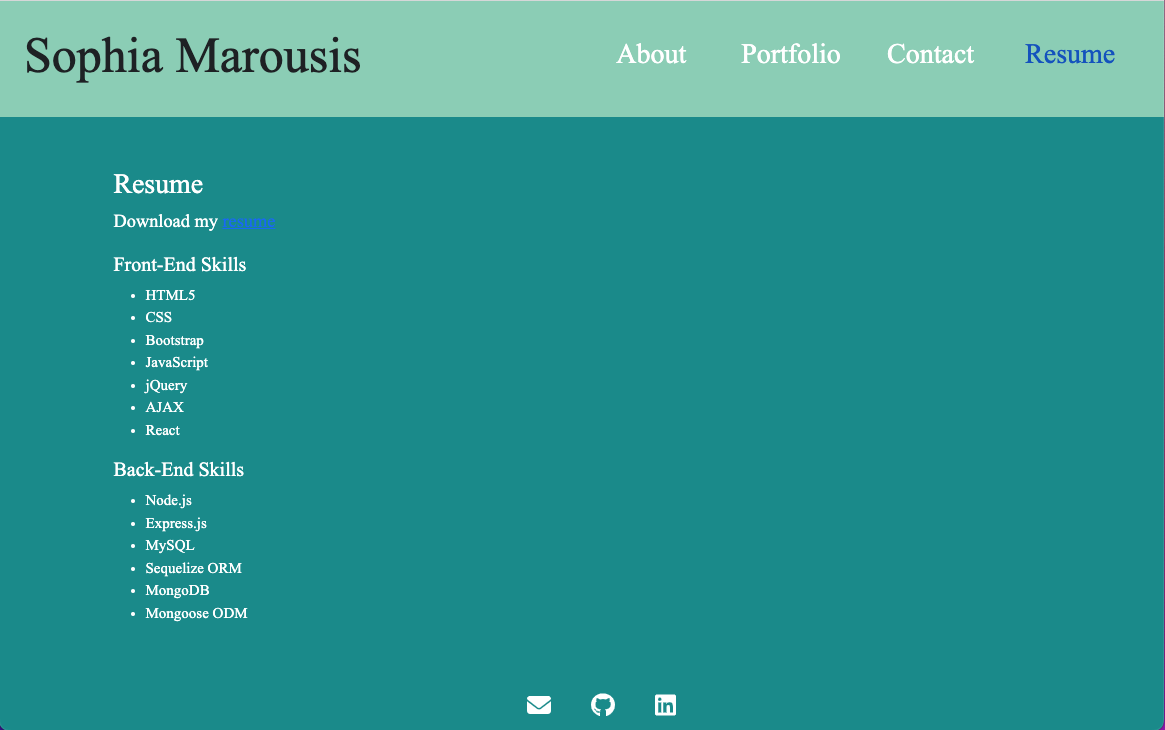 Sophia Marousis
About Portfolio Contact Resume
Resume
Download my resume
Front-End Skills
• HTML5
• CSS
• Bootstrap
• JavaScript
• jQuery
• AJAX
• React
Back-End Skills
• Node.js
• Express.js
• MySQL
• Sequelize ORM
• MongoDB
• Mongoose ODM